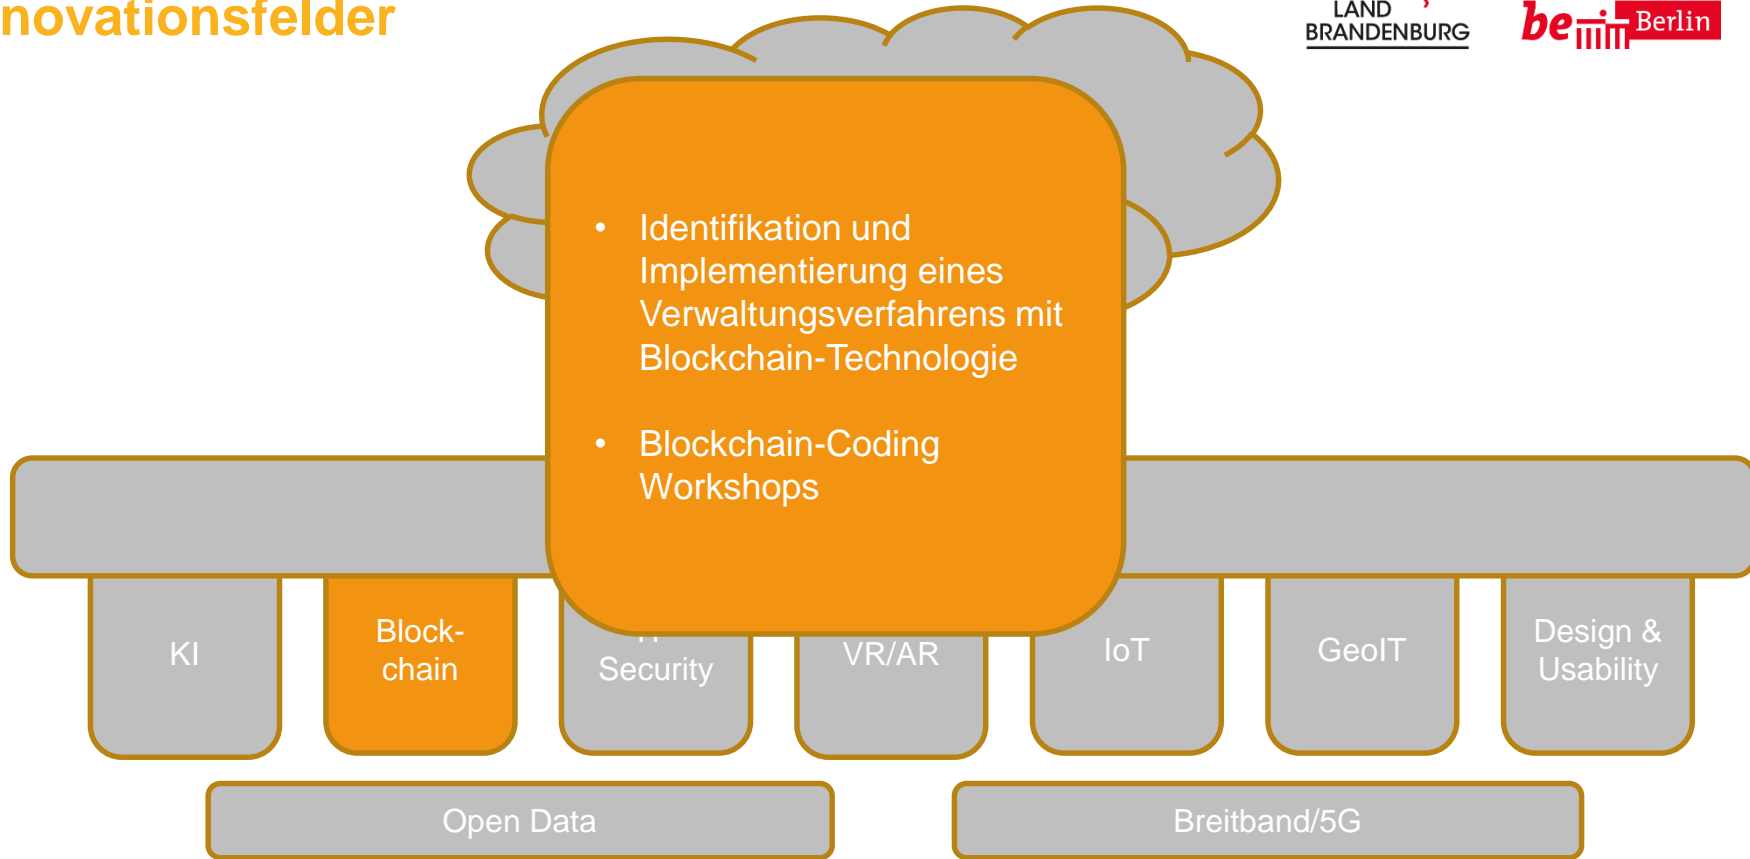 novationsfelder
LAND
BRANDENBURG
be Berlin
• Identifikation und
Implementierung eines
Verwaltungsverfahrens mit
Blockchain-Technologie
• Blockchain-Coding
Workshops
KI
Block-
chain
Security
VR/AR
IoT
GeoIT
Design &
Usability
Open Data
Breitband/5G